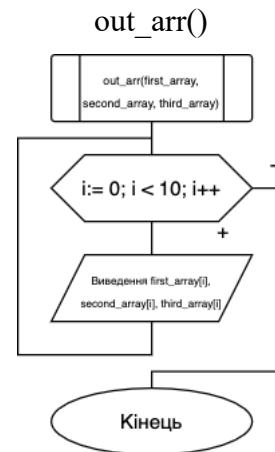 out_arr()
out_arr(first_array,
second_array, third_array)
i:= 0; i < 10; i++
-
+
Виведення first_array[i],
second_array[i], third_array[i]
Кінець